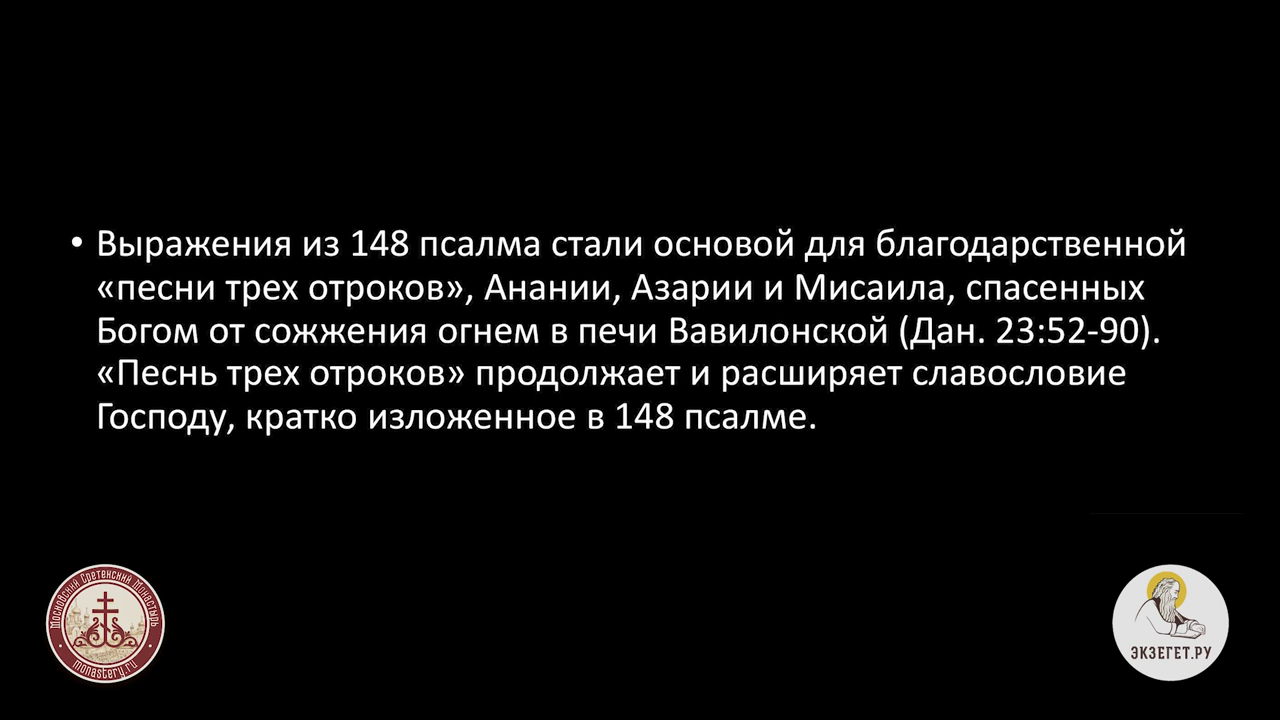 • Выражения из 148 псалма стали основой для благодарственной
«песни трех отроков», Анании, Азарии и Мисаила, спасенных
Богом от сожжения огнем в печи Вавилонской (Дан. 23:52-90).
«Песнь трех отроков» продолжает и расширяет славословие
Господу, кратко изложенное в 148 псалме.
Московский Сретенский Монастырь
monastery.ru
ЭКЗЕГЕТ.РУ